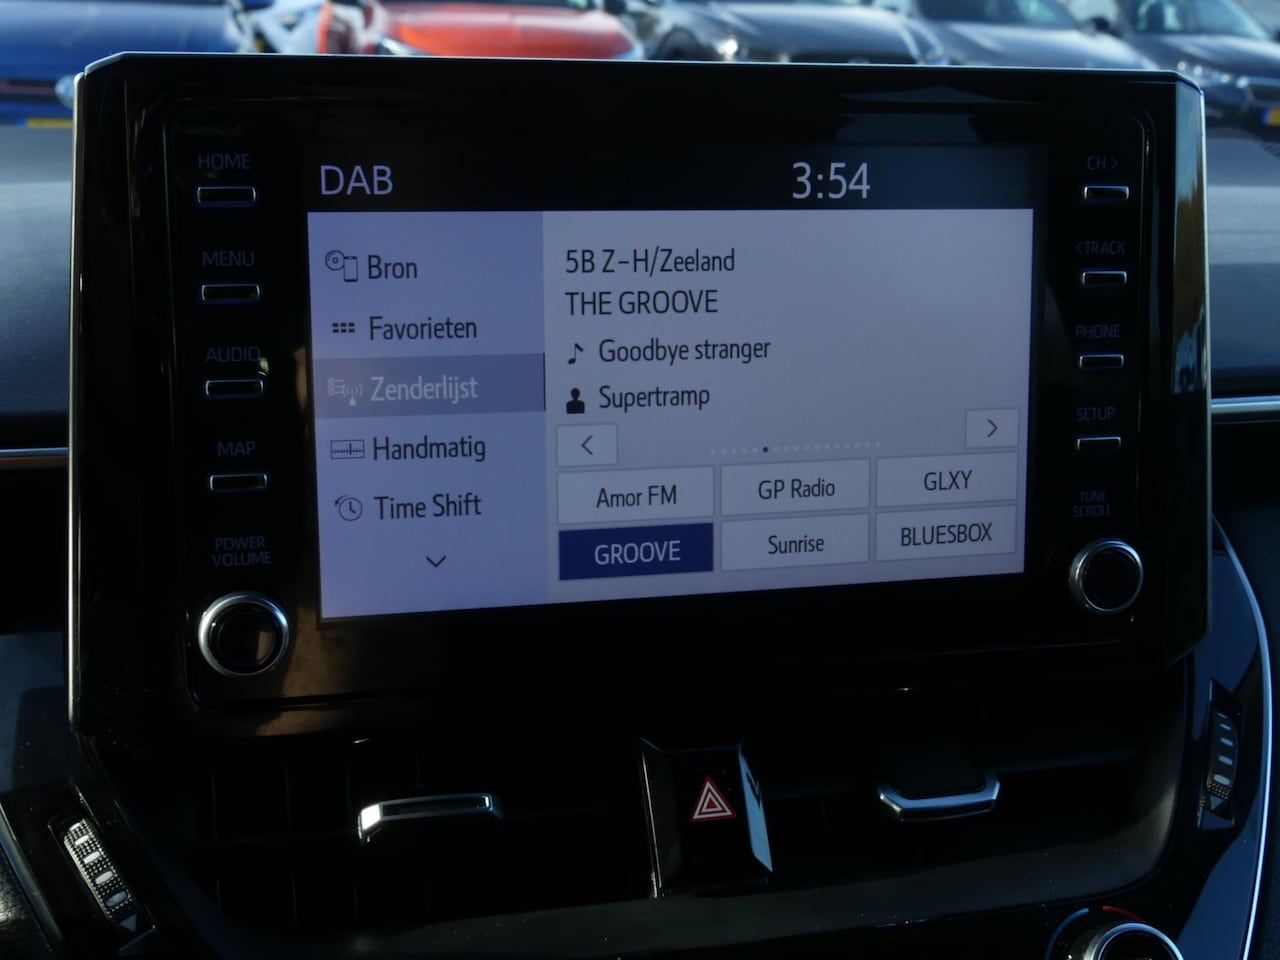 HOME
MENU
AUDIO
MAP
POWER
VOLUME
DAB
3:54
Bron
Favorieten
Zenderlijst
Handmatig
Time Shift
5B Z-H/Zeeland
THE GROOVE
Goodbye stranger
Supertramp
<
>
Amor FM
GP Radio
GLXY
GROOVE
Sunrise
BLUESBOX
CH >
< TRACK
PHONE
SETUP
TUNE
SCROLL